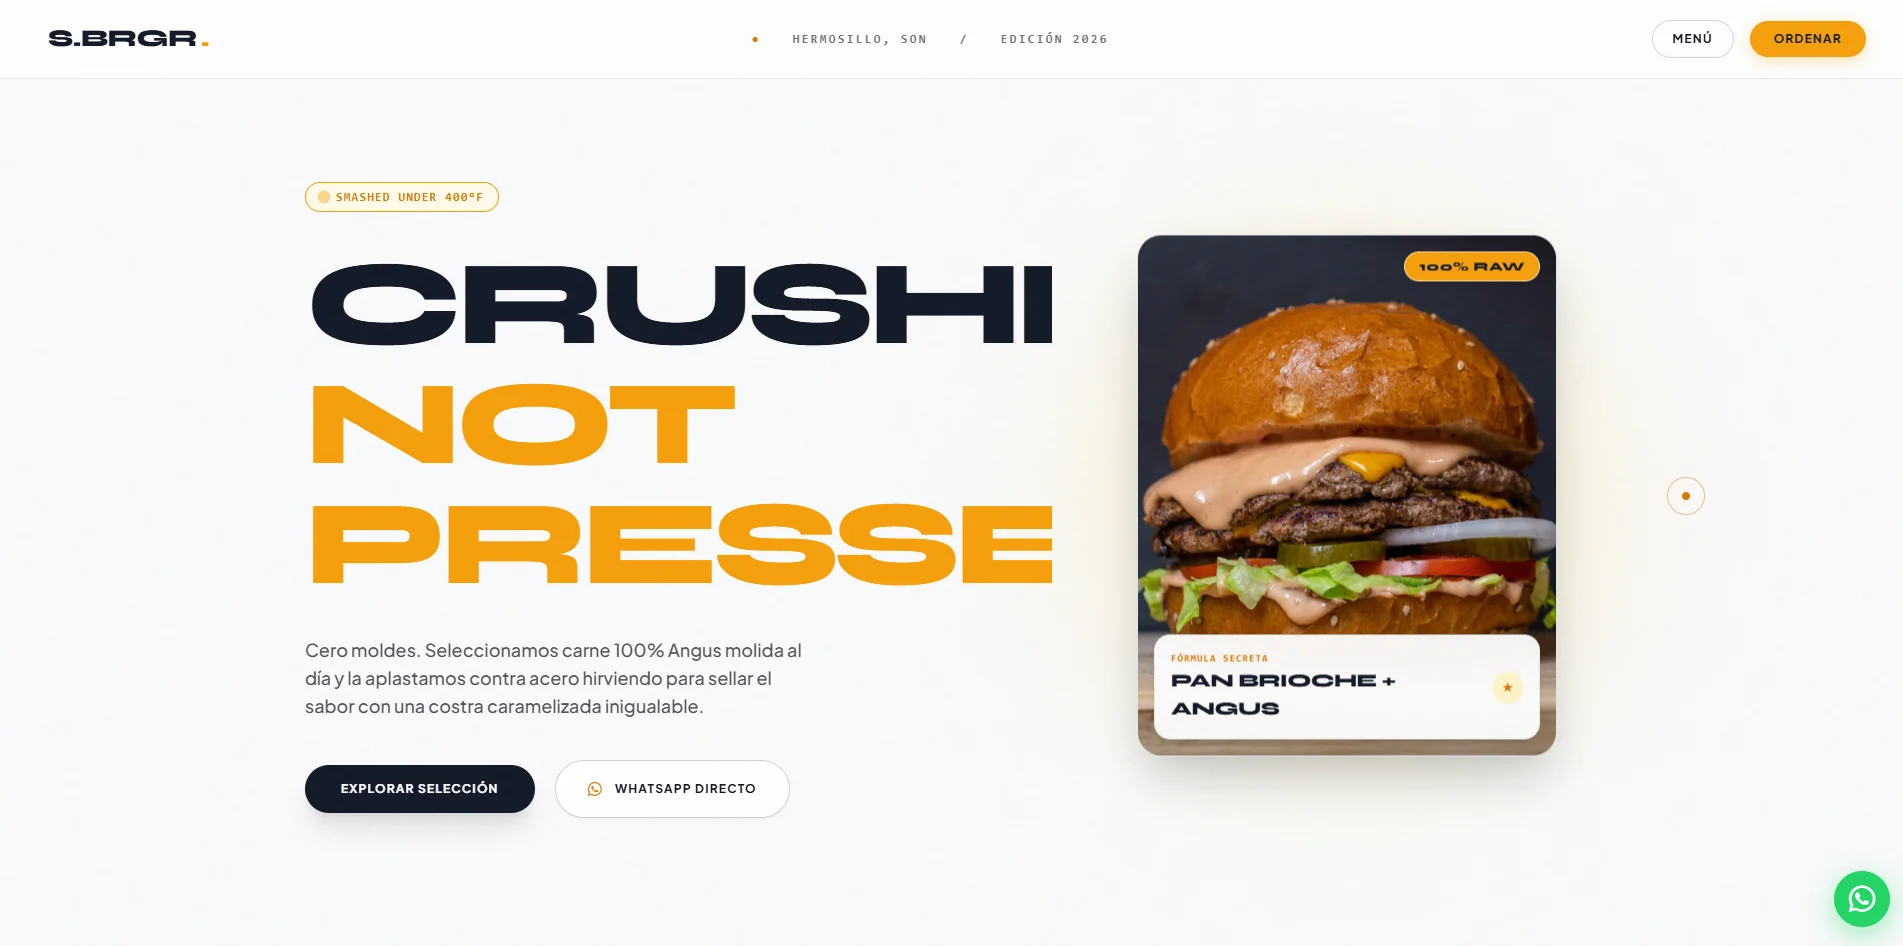 S.BRGR.
HERMOSILLO, SON / EDICIÓN 2026
MENÚ
ORDENAR
SMASHED UNDER 400°F
CRUSHI
NOT
PRESSE
Cero moldes. Seleccionamos carne 100% Angus molida al
día y la aplastamos contra acero hirviendo para sellar el
sabor con una costra caramelizada inigualable.
EXPLORAR SELECCIÓN
WHATSAPP DIRECTO
100% RAW
FÓRMULA SECRETA
PAN BRIOCHE +
ANGUS